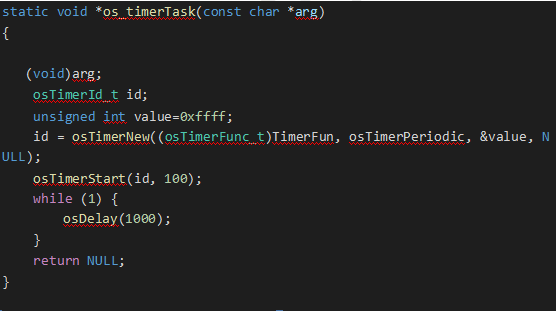 static void *os_timerTask(const char *arg)
{
(void)arg;
osTimerId_t id;
unsigned int value=0xffff;
id = osTimerNew((osTimerFunc_t)TimerFun, osTimerPeriodic, &value, N
ULL);
osTimerStart(id, 100);
while (1) {
osDelay(1000);
}
return NULL;
}